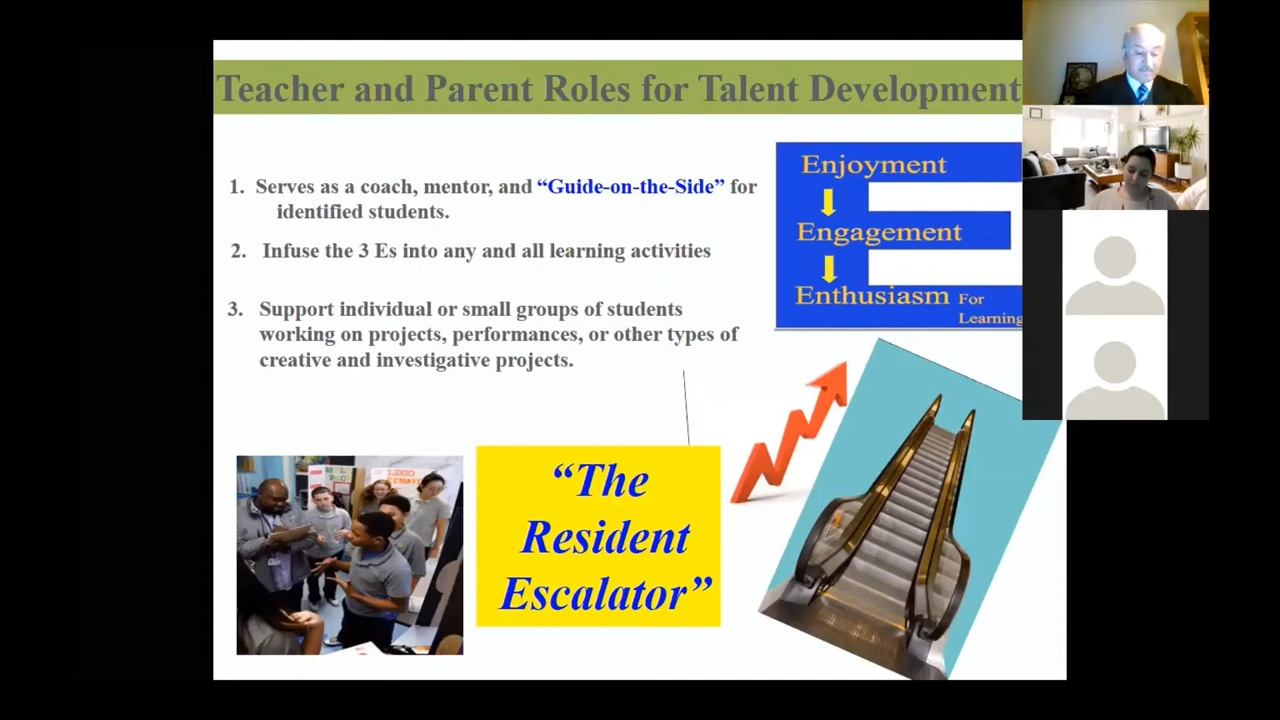 Teacher and Parent Roles for Talent Development
1. Serves as a coach, mentor, and “Guide-on-the-Side” for
identified students.
2. Infuse the 3 Es into any and all learning activities
3. Support individual or small groups of students
working on projects, performances, or other types of
creative and investigative projects.
Enjoyment
Engagement
Enthusiasm For
Learning
LEGO
“The
Resident
Escalator”